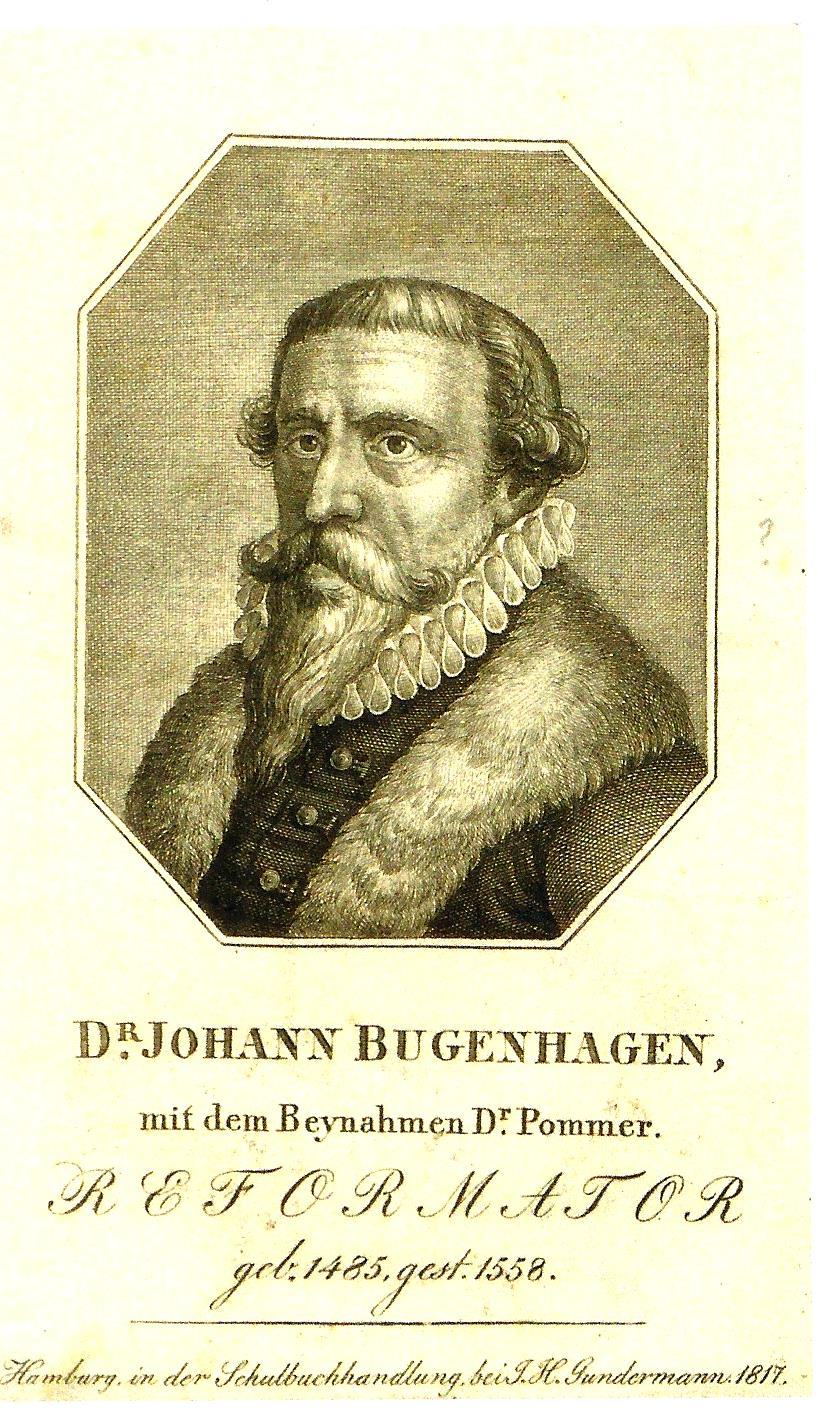 ?
DR. JOHANN BUGENHAGEN,
mit dem Beynahmen Dr. Pommer.
REFORMATOR
geb. 1485, gest. 1558.
Hamburg, in der Schulbuchhandlung, bei J. H. Gundermann. 1817.